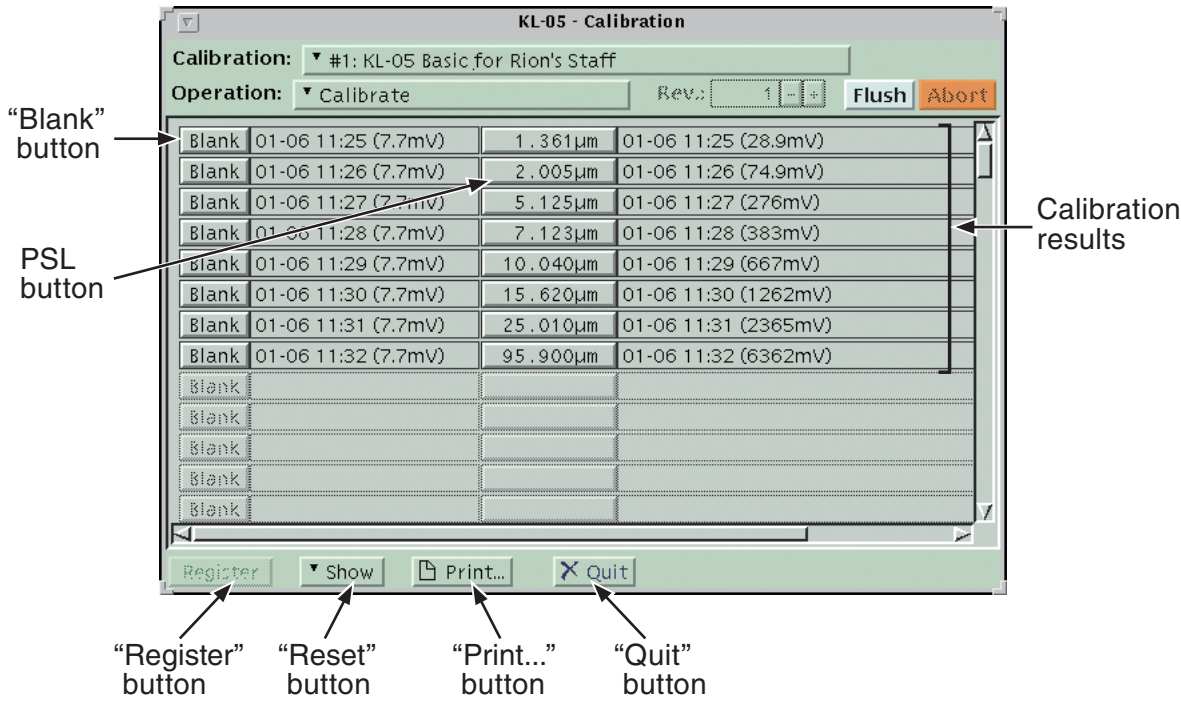 KL-05 - Calibration
Calibration: #1: KL-05 Basic for Rion's Staff
Operation: Calibrate Rev.: 1 - + Flush Abort
“Blank”
button
Blank 01-06 11:25 (7.7mV) 1.361µm 01-06 11:25 (28.9mV)
Blank 01-06 11:26 (7.7mV) 2.005µm 01-06 11:26 (74.9mV)
Blank 01-06 11:27 (7.7mV) 5.125µm 01-06 11:27 (276mV)
Blank 01-06 11:28 (7.7mV) 7.123µm 01-06 11:28 (383mV)
Blank 01-06 11:29 (7.7mV) 10.040µm 01-06 11:29 (667mV)
Blank 01-06 11:30 (7.7mV) 15.620µm 01-06 11:30 (1262mV)
Blank 01-06 11:31 (7.7mV) 25.010µm 01-06 11:31 (2365mV)
Blank 01-06 11:32 (7.7mV) 95.900µm 01-06 11:32 (6362mV)
Blank
Blank
Blank
Blank
Blank
PSL
button
Calibration
results
Register Show Print... Quit
“Register”
button
“Reset”
button
“Print...”
button
“Quit”
button